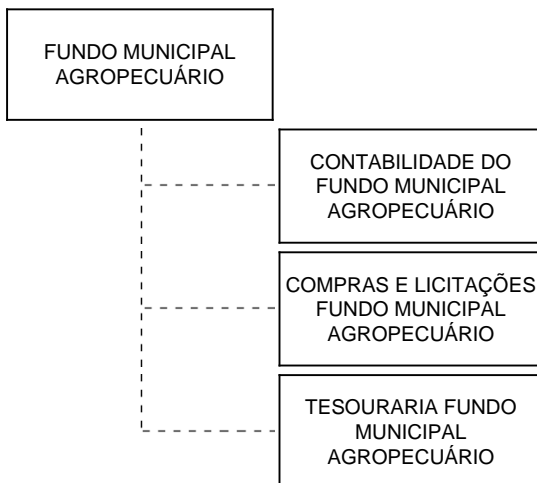 FUNDO MUNICIPAL
AGROPECUÁRIO
CONTABILIDADE DO
FUNDO MUNICIPAL
AGROPECUÁRIO
COMPRAS E LICITAÇÕES
FUNDO MUNICIPAL
AGROPECUÁRIO
TESOURARIA FUNDO
MUNICIPAL
AGROPECUÁRIO